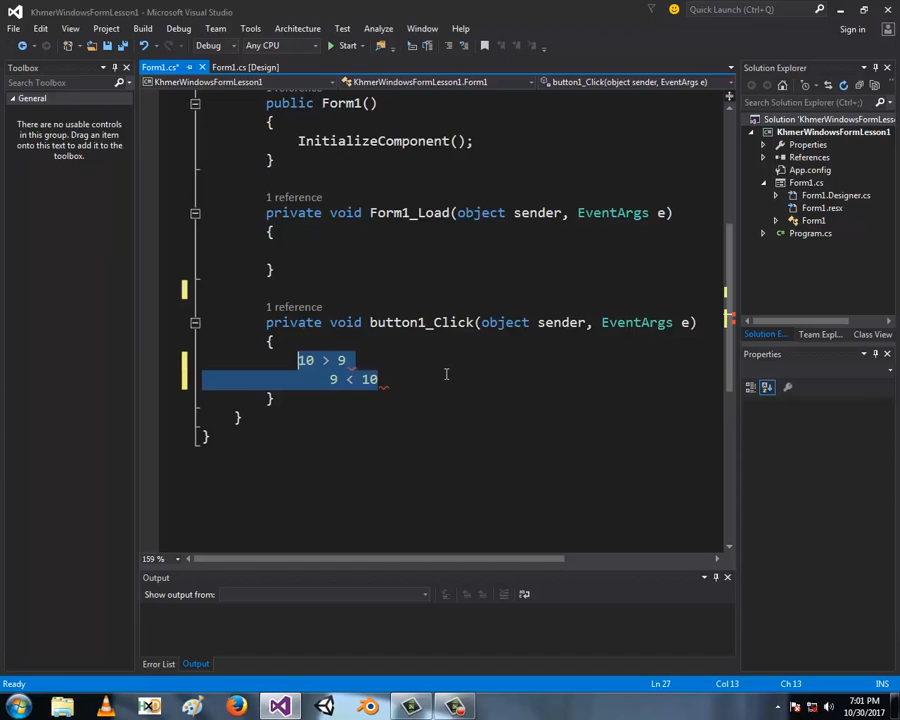 KhmerWindowsFormLesson1 - Microsoft Visual Studio
Quick Launch (Ctrl+Q)
FILE EDIT VIEW PROJECT BUILD DEBUG TEAM TOOLS ARCHITECTURE TEST ANALYZE WINDOW HELP
Sign in
Debug Any CPU Start
Toolbox
Search Toolbox
General
There are no usable controls
in this group. Drag an item
onto this text to add it to the
toolbox.
Form1.cs* Form1.cs [Design]
KhmerWindowsFormLesson1 KhmerWindowsFormLesson1.Form1 button1_Click(object sender, EventArgs e)
public Form1()
{
InitializeComponent();
}
1 reference
private void Form1_Load(object sender, EventArgs e)
{
}
1 reference
private void button1_Click(object sender, EventArgs e)
{
10 > 9
9 < 10
}
}
}
159 %
Output
Show output from:
Error List Output
Solution Explorer
Search Solution Explorer (Ctrl+;)
Solution 'KhmerWindowsFormLess
KhmerWindowsFormLesson1
Properties
References
App.config
Form1.cs
Form1.Designer.cs
Form1.resx
Form1
Program.cs
Solution E... Team Expl... Class View
Properties
Ready Ln 27 Col 13 Ch 13 INS
7:01 PM
10/30/2017